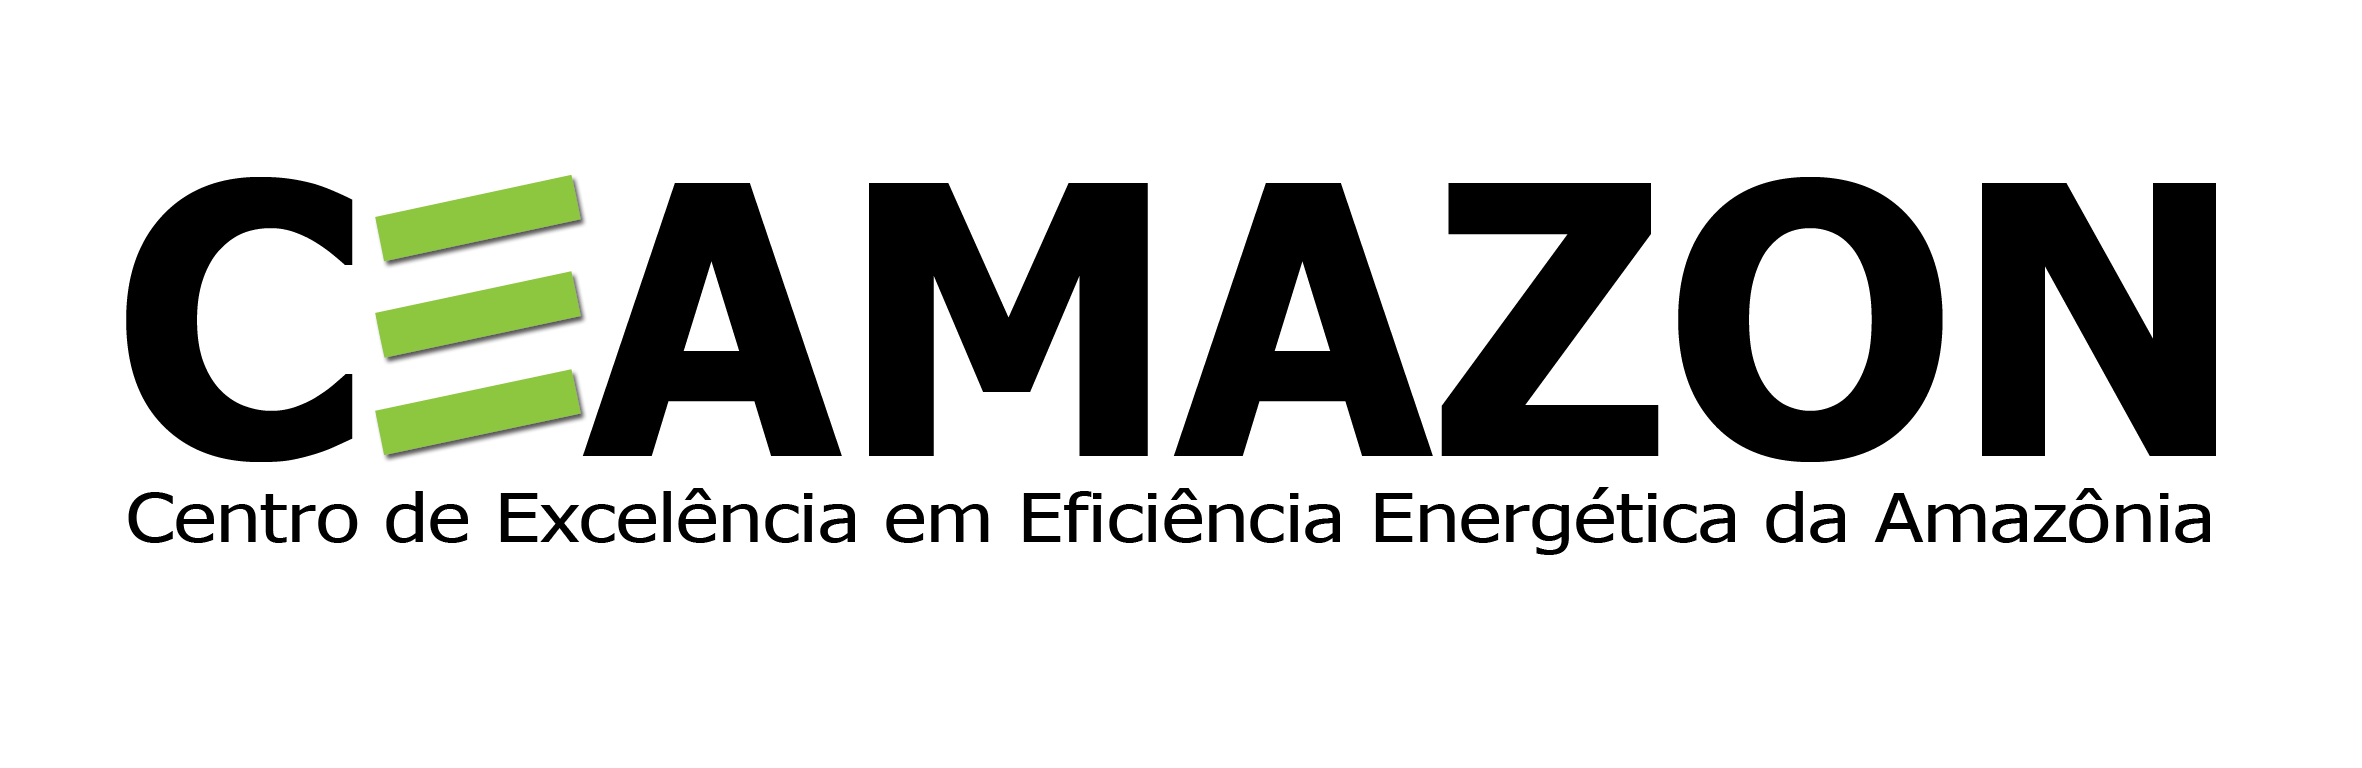 CEAMAZON
Centro de Excelência em Eficiência Energética da Amazônia